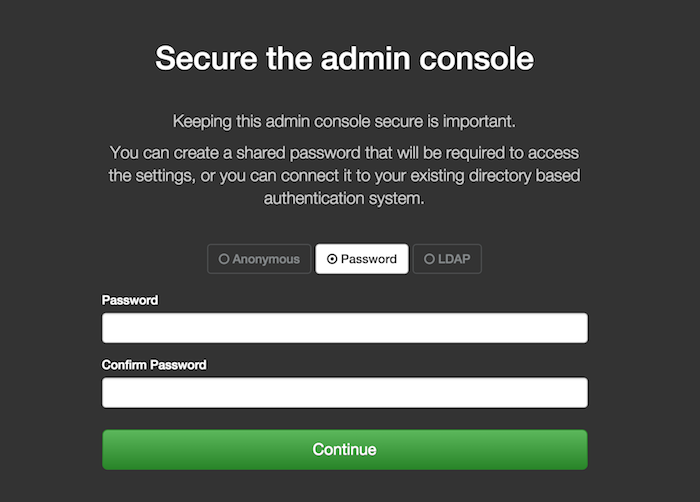 Secure the admin console
Keeping this admin console secure is important.
You can create a shared password that will be required to access
the settings, or you can connect it to your existing directory based
authentication system.
Anonymous Password LDAP
Password
Confirm Password
Continue